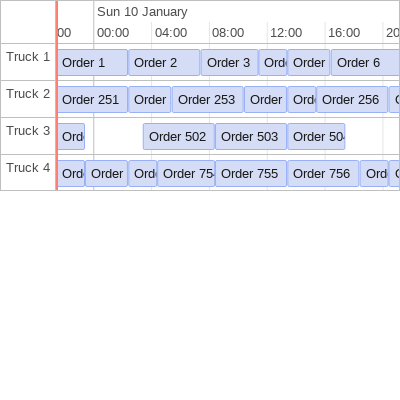 Sun 10 January
00 00:00 04:00 08:00 12:00 16:00 20
Truck 1 Order 1 Order 2 Order 3 Ord Order Order 6
Truck 2 Order 251 Order Order 253 Order Ord Order 256
Truck 3 Ord Order 502 Order 503 Order 50
Truck 4 Ord Order Ord Order 75 Order 755 Order 756 Ord